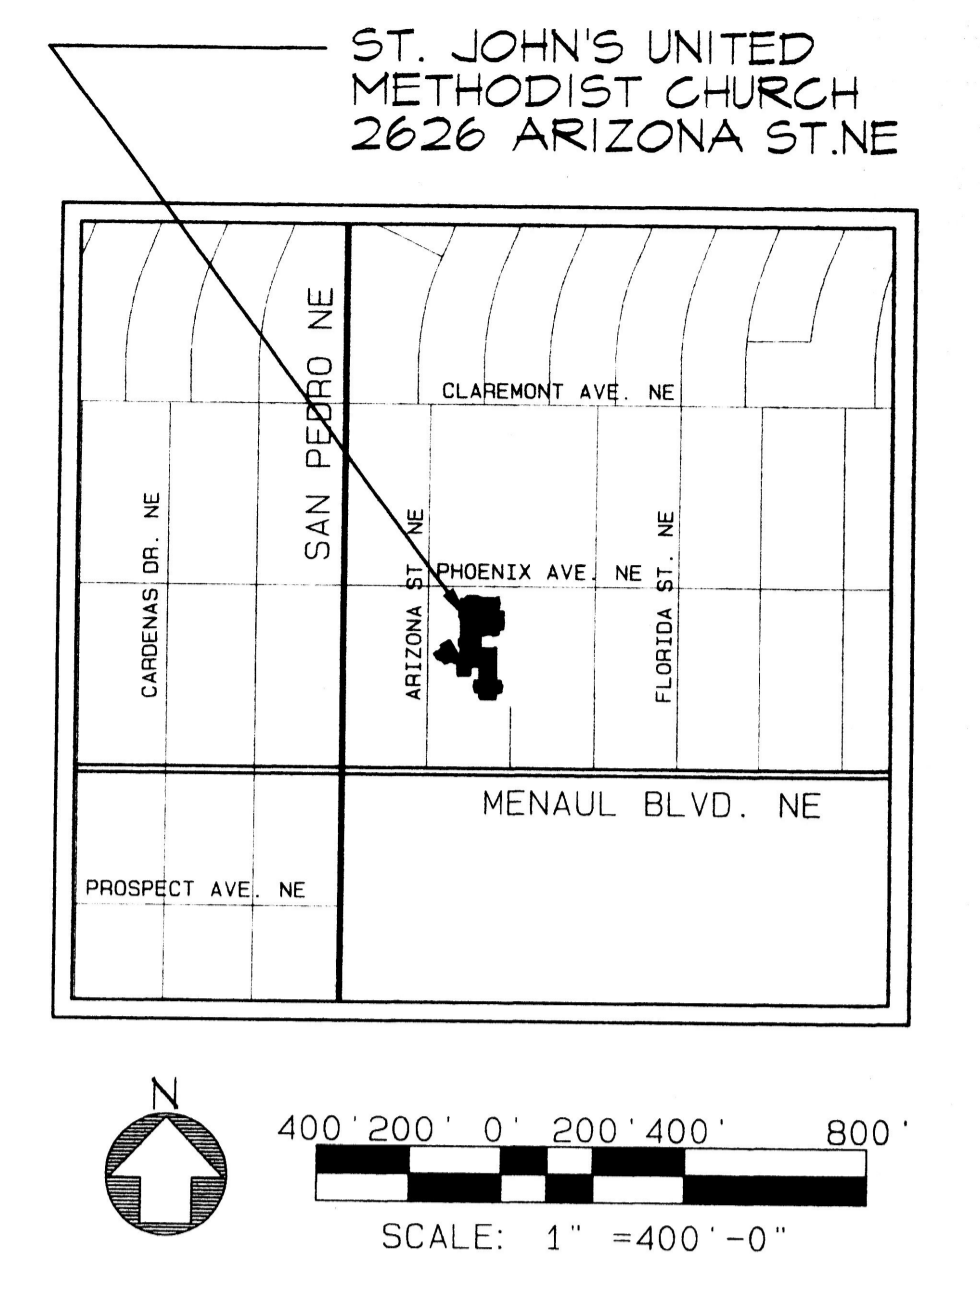 ST. JOHN'S UNITED
METHODIST CHURCH
2626 ARIZONA ST.NE
SAN PEDRO NE
CLAREMONT AVE. NE
CARDENAS DR. NE
ARIZONA ST. NE
PHOENIX AVE. NE
FLORIDA ST. NE
MENAUL BLVD. NE
PROSPECT AVE. NE
N
400' 200' 0' 200' 400' 800'
SCALE: 1" =400'-0"